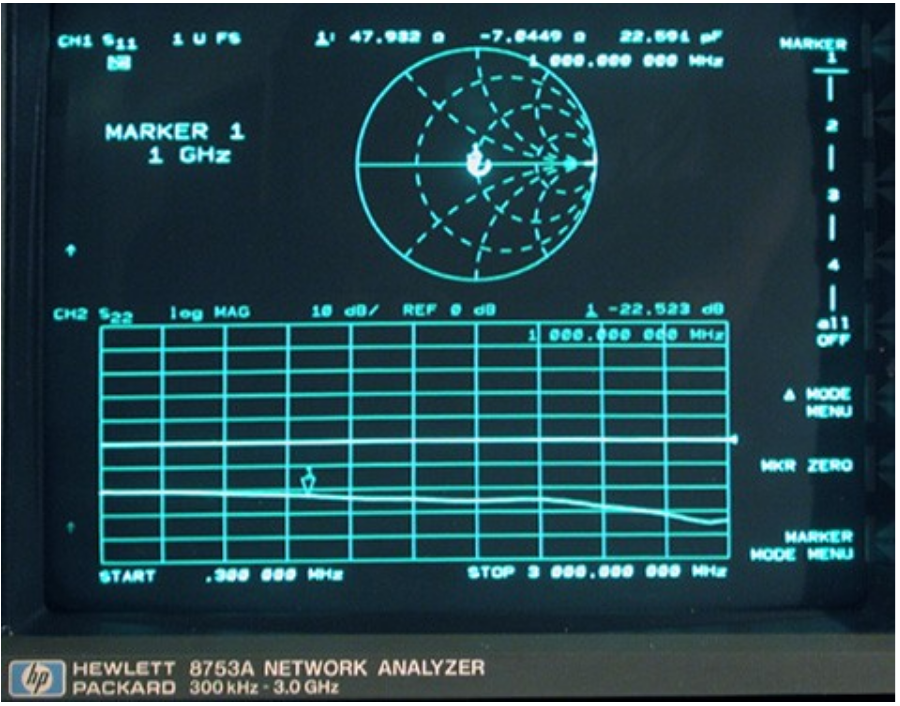 CH1 S11 1 U FS 1: 47.932 Ω -7.0449 Ω 22.591 pF
1 000.000 000 MHz
MARKER 1
1 GHz
MARKER
1
2
3
4
all
OFF
Δ MODE
MENU
MKR ZERO
MARKER
MODE MENU
CH2 S22 log MAG 10 dB/ REF 0 dB 1 -22.523 dB
1 000.000 000 MHz
START .300 000 MHz STOP 3 000.000 000 MHz
hp HEWLETT PACKARD 8753A NETWORK ANALYZER
300 kHz - 3.0 GHz